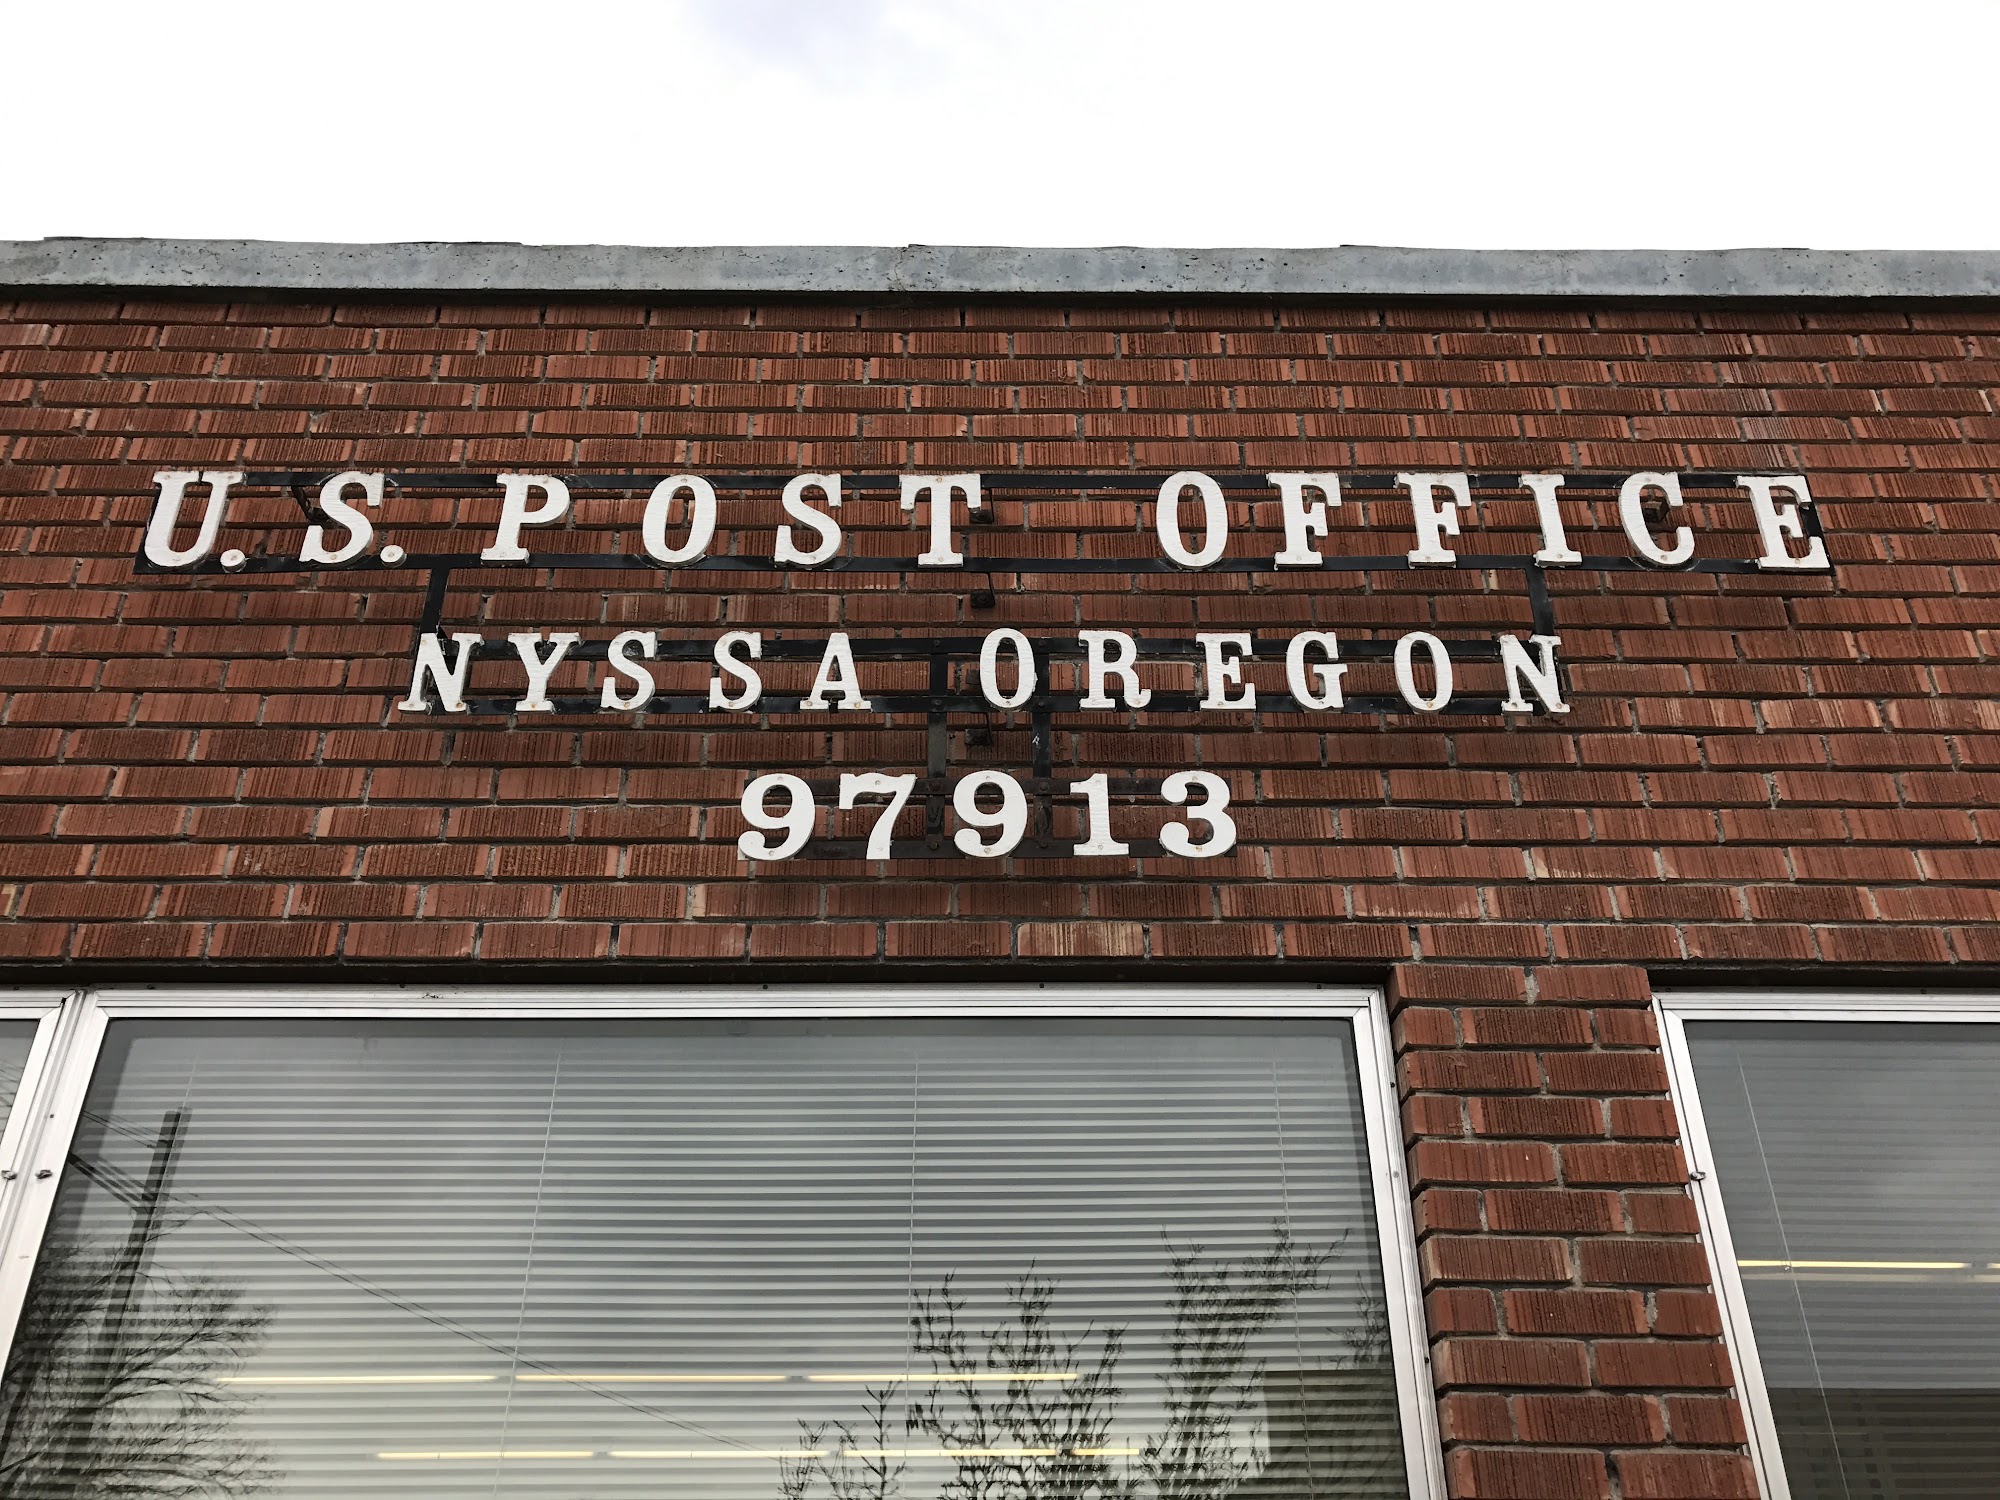 U.S. POST OFFICE
NYSSA OREGON
97913